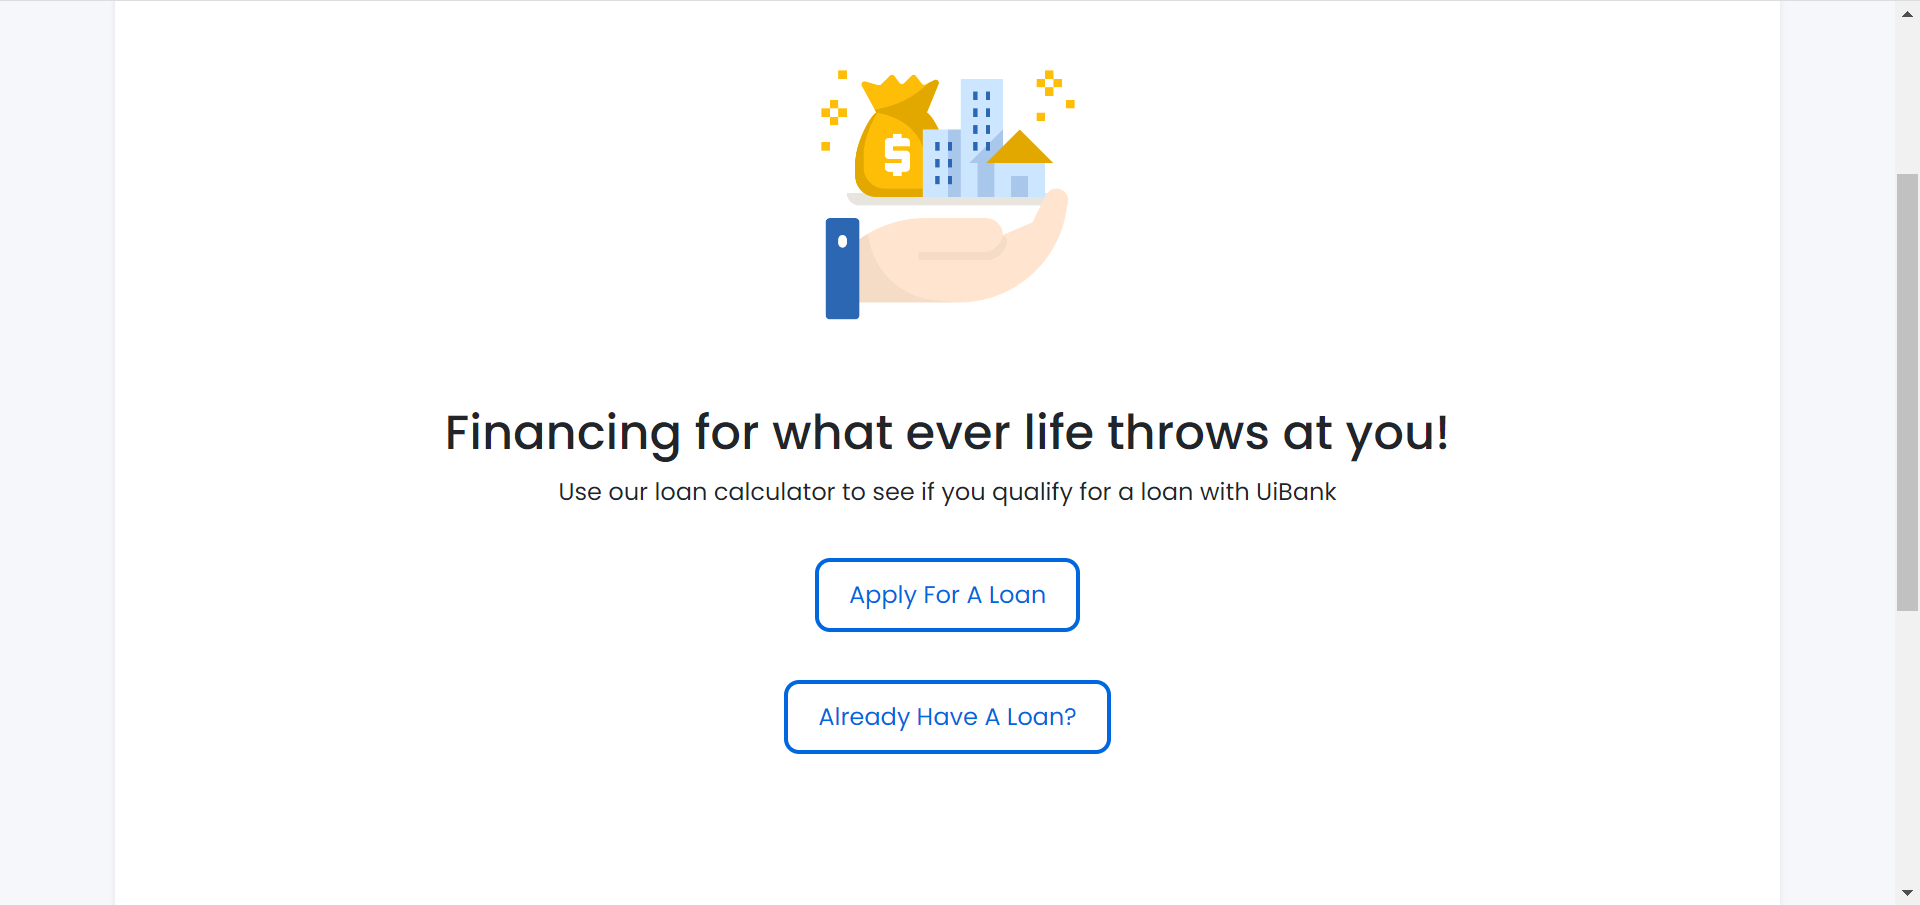 $
Financing for what ever life throws at you!
Use our loan calculator to see if you qualify for a loan with UiBank
Apply For A Loan
Already Have A Loan?